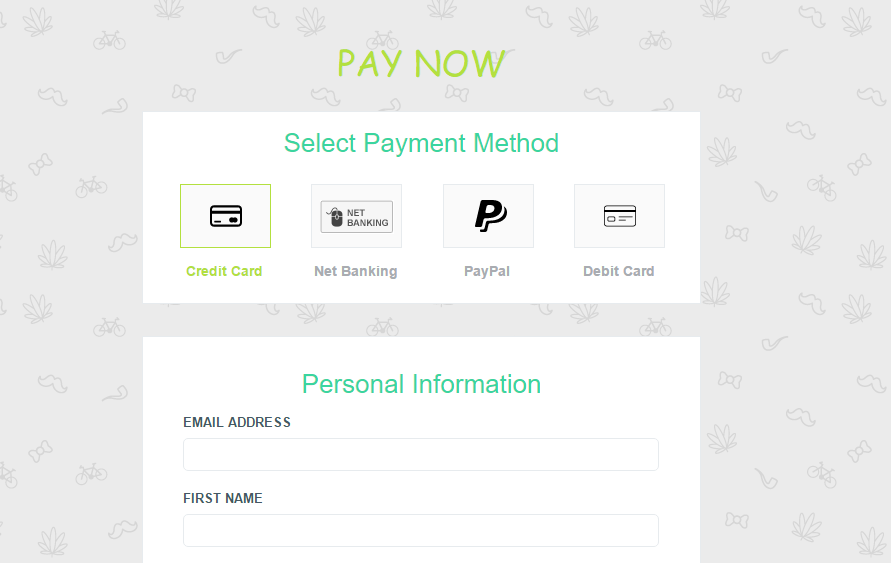 PAY NOW
Select Payment Method
NET
BANKING
Credit Card
Net Banking
PayPal
Debit Card
Personal Information
EMAIL ADDRESS
FIRST NAME